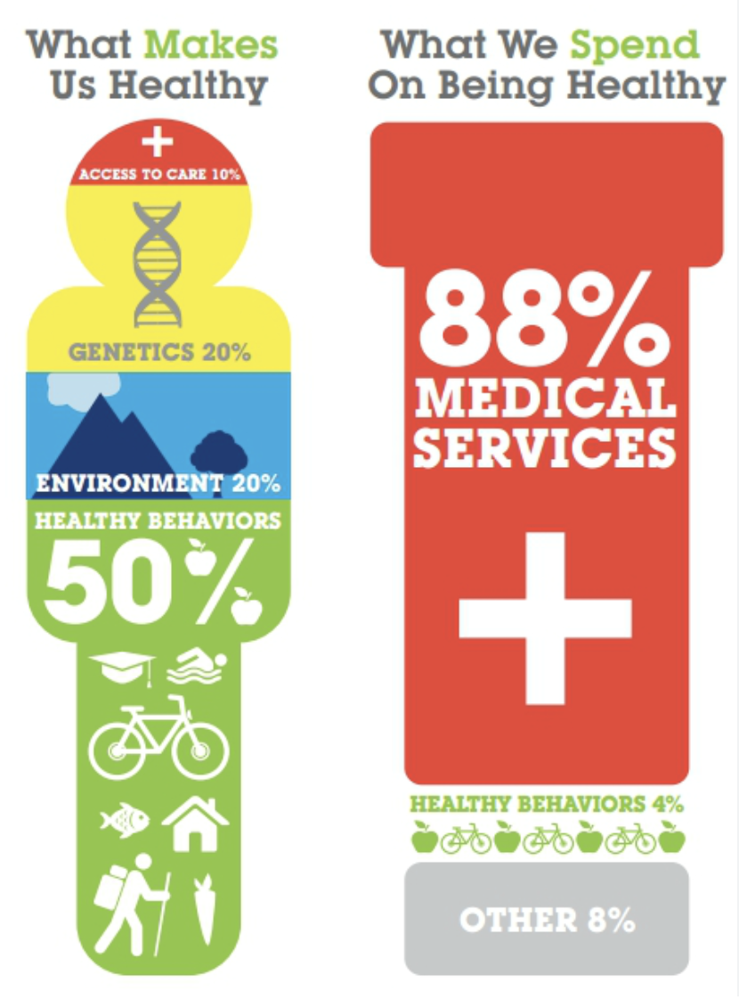 What Makes
Us Healthy
ACCESS TO CARE 10%
GENETICS 20%
ENVIRONMENT 20%
HEALTHY BEHAVIORS
50%
What We Spend
On Being Healthy
88%
MEDICAL
SERVICES
HEALTHY BEHAVIORS 4%
OTHER 8%